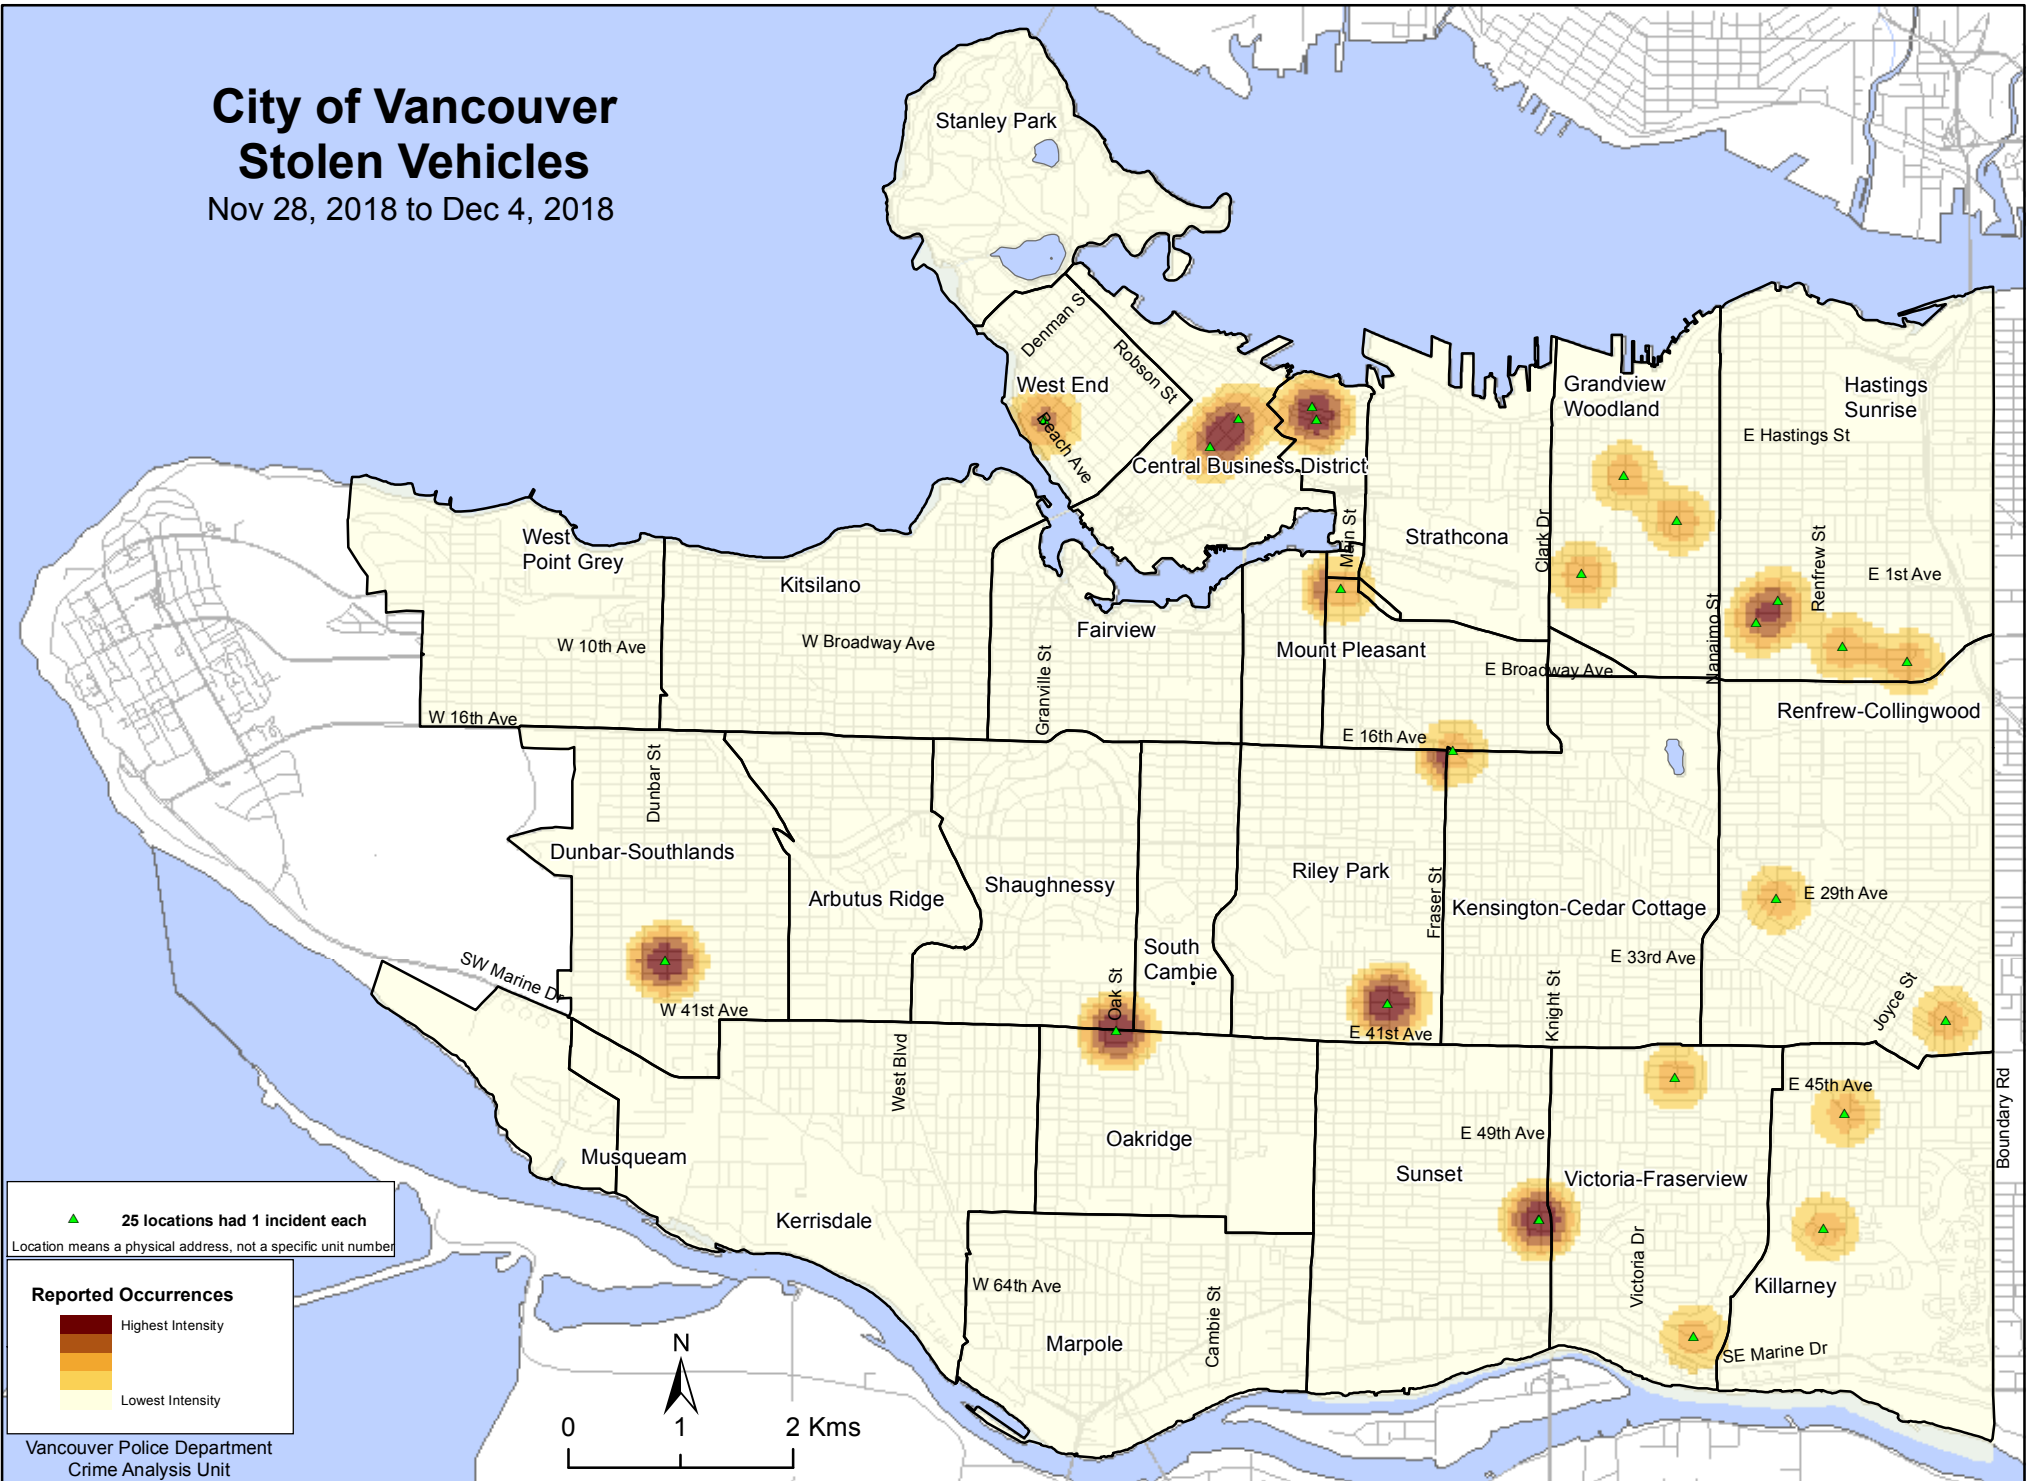 City of Vancouver
Stolen Vehicles
Nov 28, 2018 to Dec 4, 2018
Stanley Park
Denman S
Robson St
West End
Beach Ave
Central Business District
Grandview
Woodland
Hastings
Sunrise
E Hastings St
Main St
Strathcona
Clark Dr
Renfrew St
E 1st Ave
Nanaimo St
West
Point Grey
Kitsilano
Fairview
W 10th Ave
W Broadway Ave
Granville St
Mount Pleasant
E Broadway Ave
W 16th Ave
E 16th Ave
Renfrew-Collingwood
Dunbar St
Dunbar-Southlands
Arbutus Ridge
Shaughnessy
South
Cambie
Oak St
Riley Park
Fraser St
Kensington-Cedar Cottage
E 29th Ave
E 33rd Ave
Knight St
Joyce St
SW Marine Dr
W 41st Ave
E 41st Ave
West Blvd
E 45th Ave
Boundary Rd
Musqueam
Oakridge
E 49th Ave
Sunset
Victoria-Fraserview
Kerrisdale
Victoria Dr
Killarney
W 64th Ave
Cambie St
Marpole
SE Marine Dr
25 locations had 1 incident each
Location means a physical address, not a specific unit number
Reported Occurrences
Highest Intensity
Lowest Intensity
Vancouver Police Department
Crime Analysis Unit
N
0 1 2 Kms